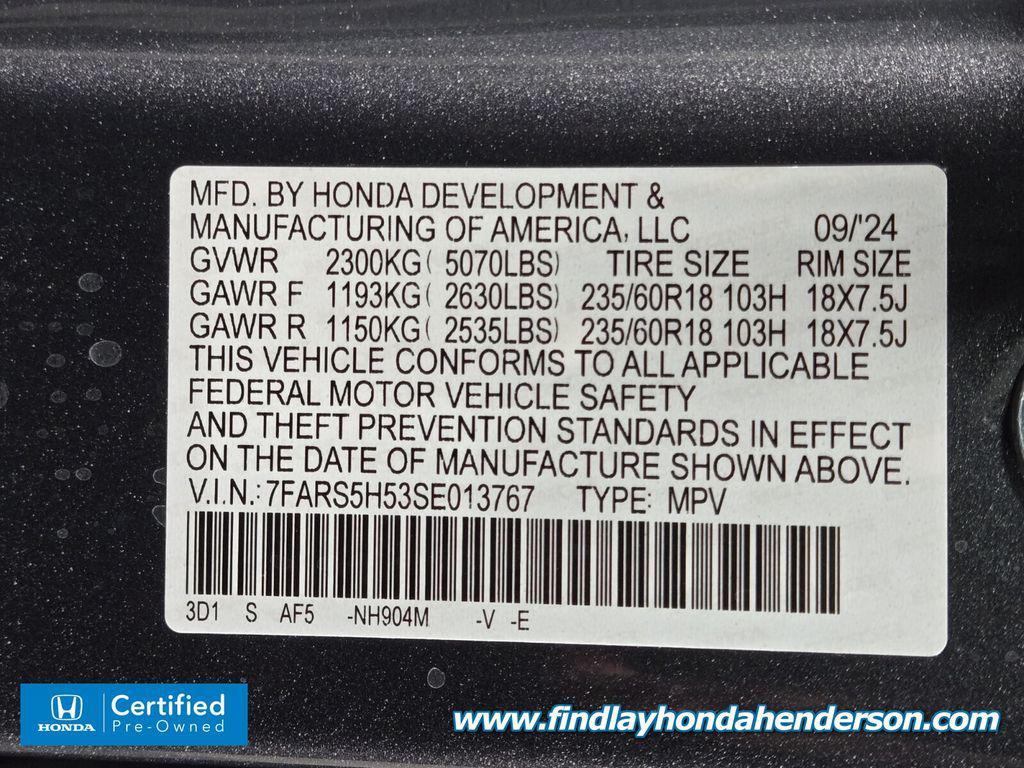 MFD. BY HONDA DEVELOPMENT &
MANUFACTURING OF AMERICA, LLC 09/'24
GVWR 2300KG( 5070LBS) TIRE SIZE RIM SIZE
GAWR F 1193KG( 2630LBS) 235/60R18 103H 18X7.5J
GAWR R 1150KG( 2535LBS) 235/60R18 103H 18X7.5J
THIS VEHICLE CONFORMS TO ALL APPLICABLE
FEDERAL MOTOR VEHICLE SAFETY
AND THEFT PREVENTION STANDARDS IN EFFECT
ON THE DATE OF MANUFACTURE SHOWN ABOVE.
V.I.N.: 7FARS5H53SE013767 TYPE: MPV
3D1 S AF5 -NH904M -V -E
HONDA
Certified
Pre-Owned
www.findlayhondahenderson.com